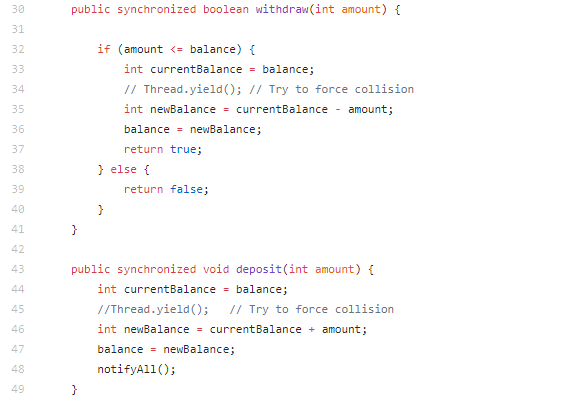 30 public synchronized boolean withdraw(int amount) {
31
32 if (amount <= balance) {
33 int currentBalance = balance;
34 // Thread.yield(); // Try to force collision
35 int newBalance = currentBalance - amount;
36 balance = newBalance;
37 return true;
38 } else {
39 return false;
40 }
41 }
42
43 public synchronized void deposit(int amount) {
44 int currentBalance = balance;
45 //Thread.yield();   // Try to force collision
46 int newBalance = currentBalance + amount;
47 balance = newBalance;
48 notifyAll();
49 }